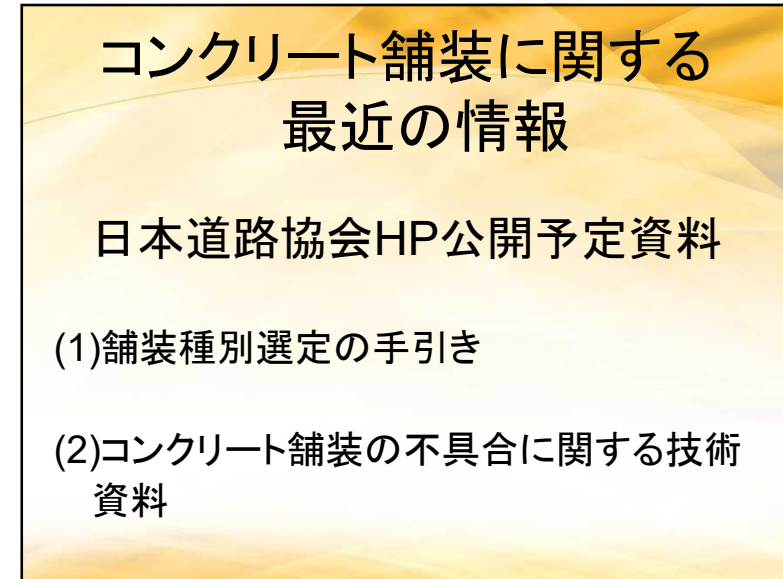 コンクリート舗装に関する
最近の情報
日本道路協会HP公開予定資料
(1)舗装種別選定の手引き
(2)コンクリート舗装の不具合に関する技術
資料